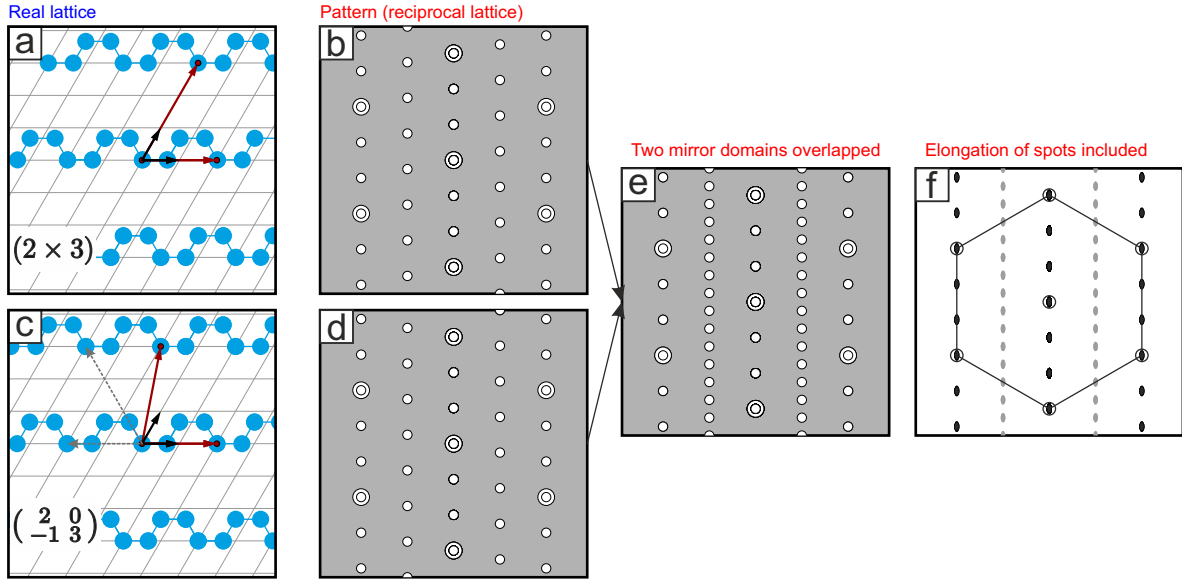 Real lattice
Pattern (reciprocal lattice)
a
b
(2 × 3)
Two mirror domains overlapped
Elongation of spots included
e
f
c
d
( 2 0
−1 3 )